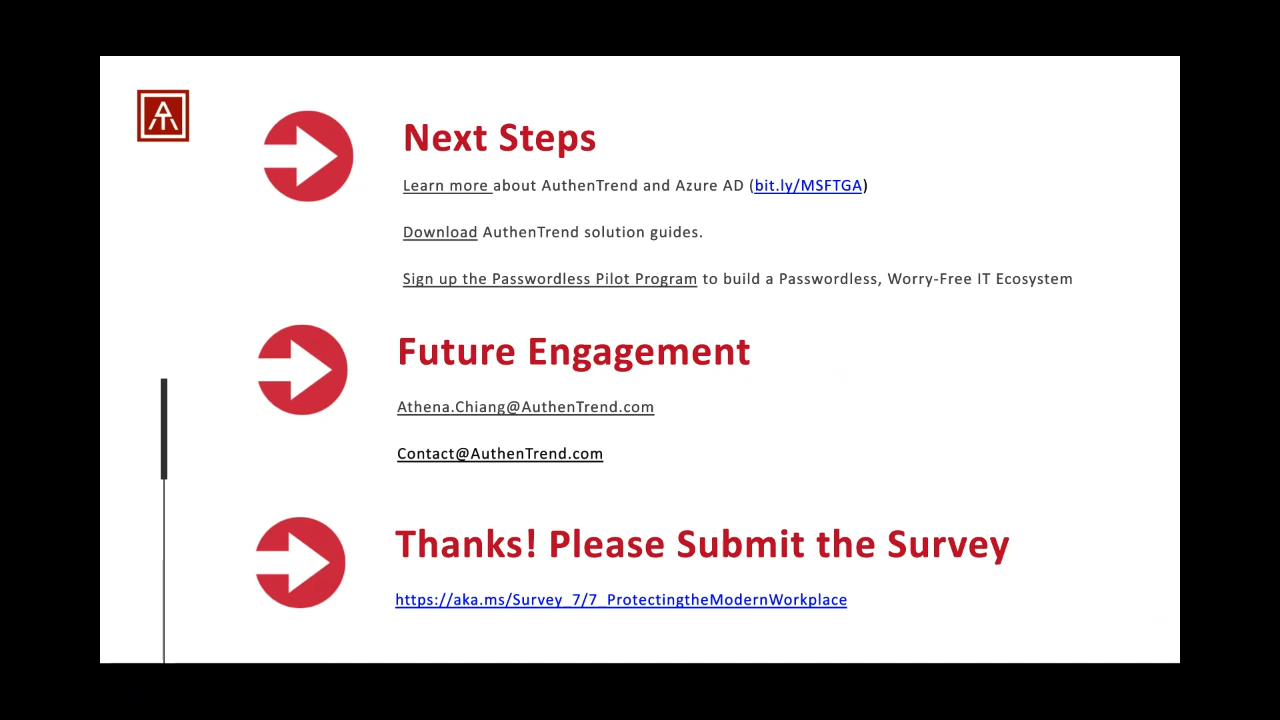 Next Steps
Learn more about AuthenTrend and Azure AD (bit.ly/MSFTGA)
Download AuthenTrend solution guides.
Sign up the Passwordless Pilot Program to build a Passwordless, Worry-Free IT Ecosystem
Future Engagement
Athena.Chiang@AuthenTrend.com
Contact@AuthenTrend.com
Thanks! Please Submit the Survey
https://aka.ms/Survey_7/7_ProtectingtheModernWorkplace